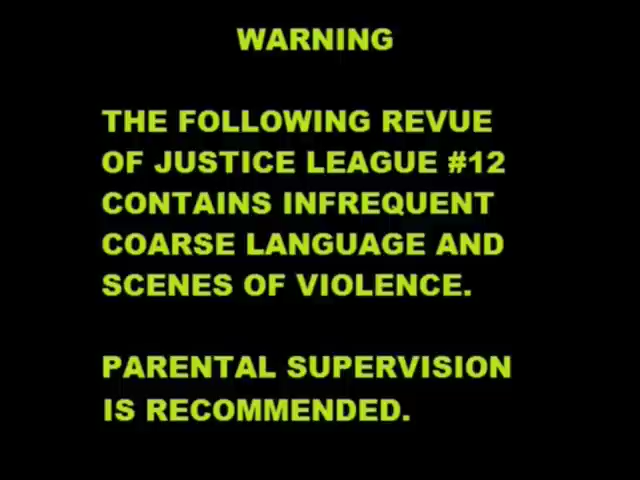 WARNING
THE FOLLOWING REVUE
OF JUSTICE LEAGUE #12
CONTAINS INFREQUENT
COARSE LANGUAGE AND
SCENES OF VIOLENCE.
PARENTAL SUPERVISION
IS RECOMMENDED.